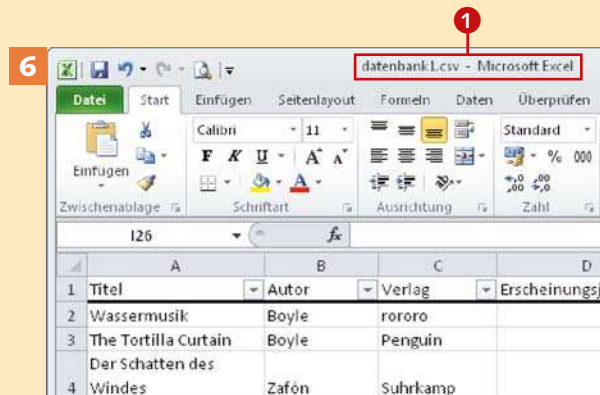 1
6
datenbank1.csv - Microsoft Excel
Datei Start Einfügen Seitenlayout Formeln Daten Überprüfen
Calibri 11 Standard
Einfügen F K U A A % 000
Zwischenablage Schriftart Ausrichtung Zahl
I26 fx
A B C D
1 Titel Autor Verlag Erscheinungsj
2 Wassermusik Boyle rororo
3 The Tortilla Curtain Boyle Penguin
Der Schatten des
4 Windes Zafón Suhrkamp